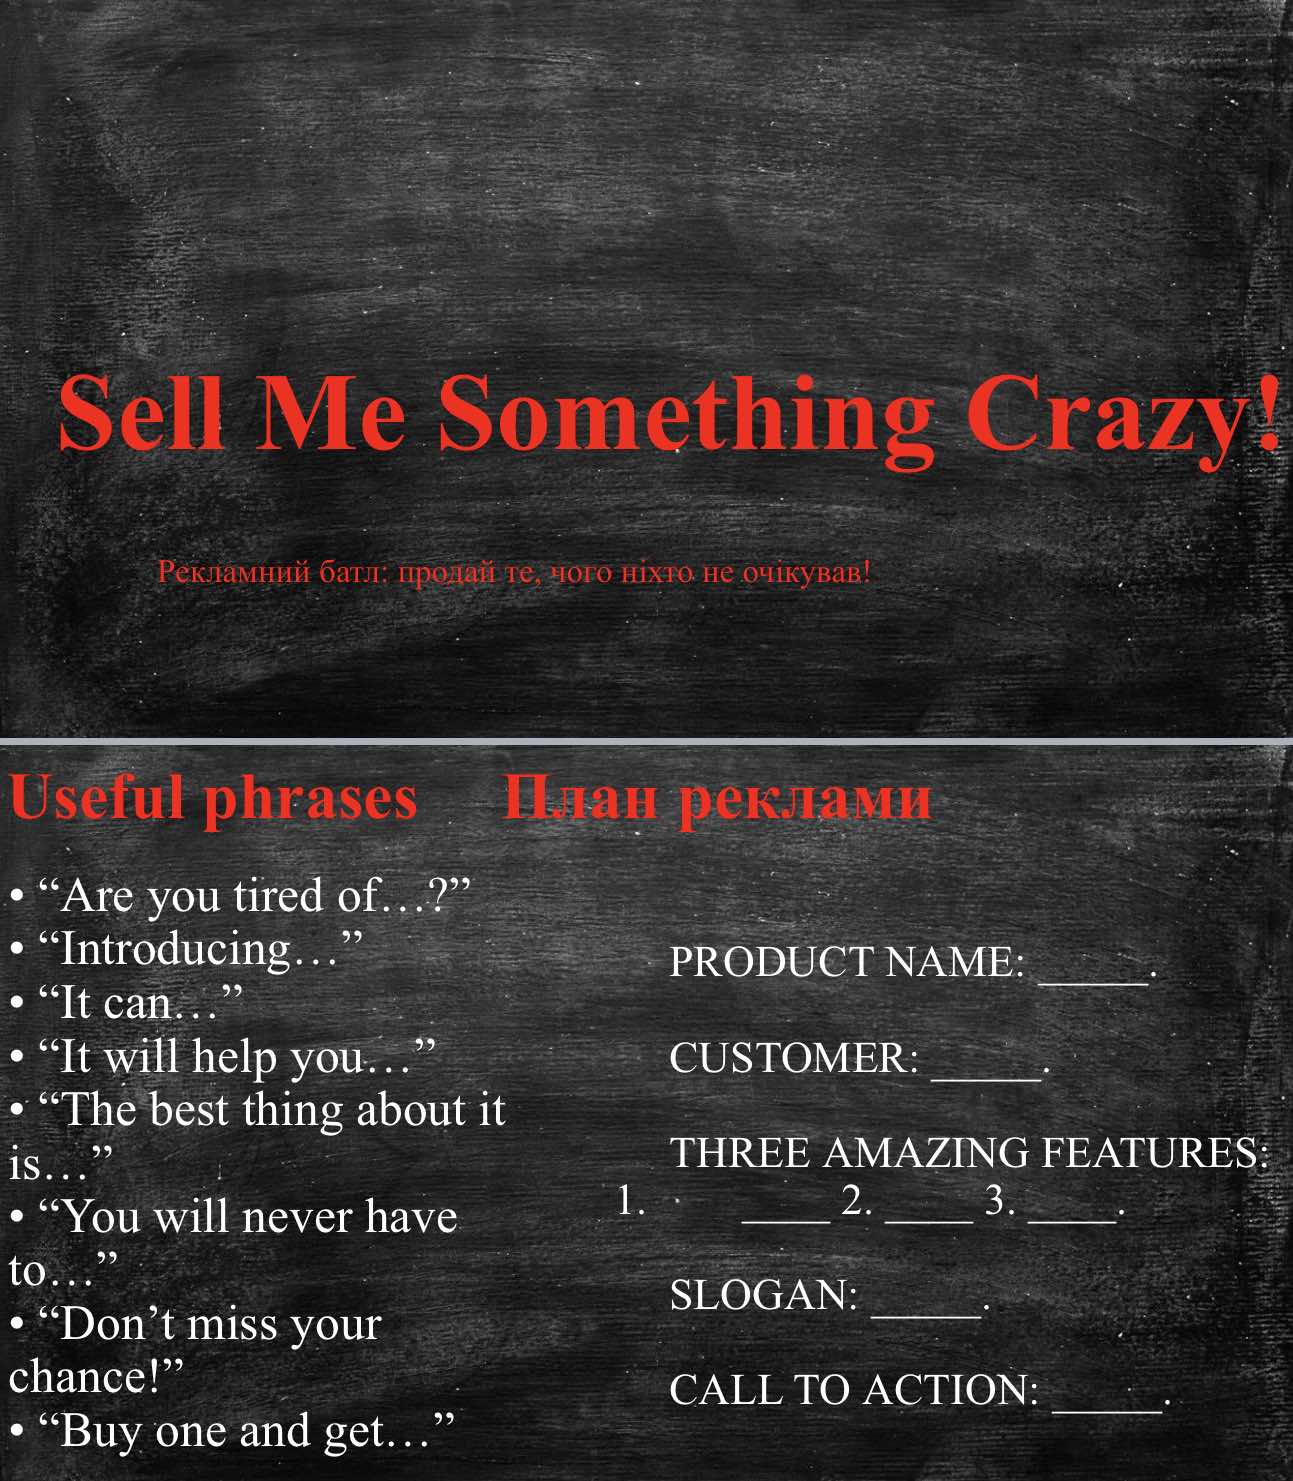 Sell Me Something Crazy!
Рекламний батл: продай те, чого ніхто не очікував!
Useful phrases
• “Are you tired of…?”
• “Introducing…”
• “It can…”
• “It will help you…”
• “The best thing about it
is…”
• “You will never have
to…”
• “Don’t miss your
chance!”
• “Buy one and get…”
План реклами
PRODUCT NAME: _____.
CUSTOMER: _____.
THREE AMAZING FEATURES:
1. ____ 2. ____ 3. ____.
SLOGAN: _____.
CALL TO ACTION: _____.